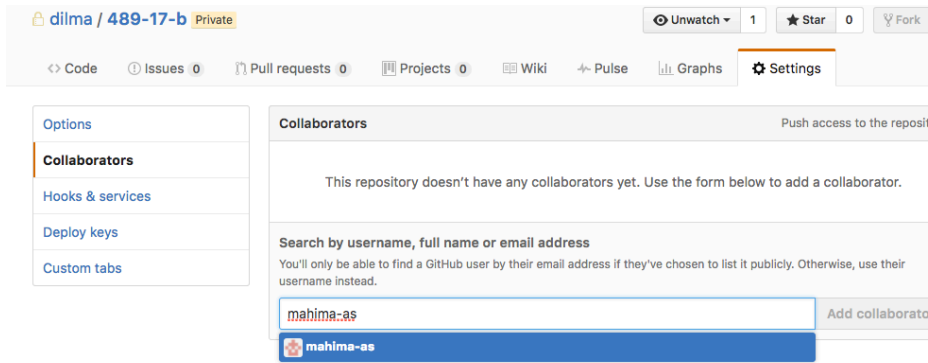 dilma / 489-17-b Private Unwatch 1 Star 0 Fork
Code Issues 0 Pull requests 0 Projects 0 Wiki Pulse Graphs Settings
Options
Collaborators
Hooks & services
Deploy keys
Custom tabs
Collaborators Push access to the reposit
This repository doesn't have any collaborators yet. Use the form below to add a collaborator.
Search by username, full name or email address
You'll only be able to find a GitHub user by their email address if they've chosen to list it publicly. Otherwise, use their
username instead.
mahima-as Add collaborato
mahima-as